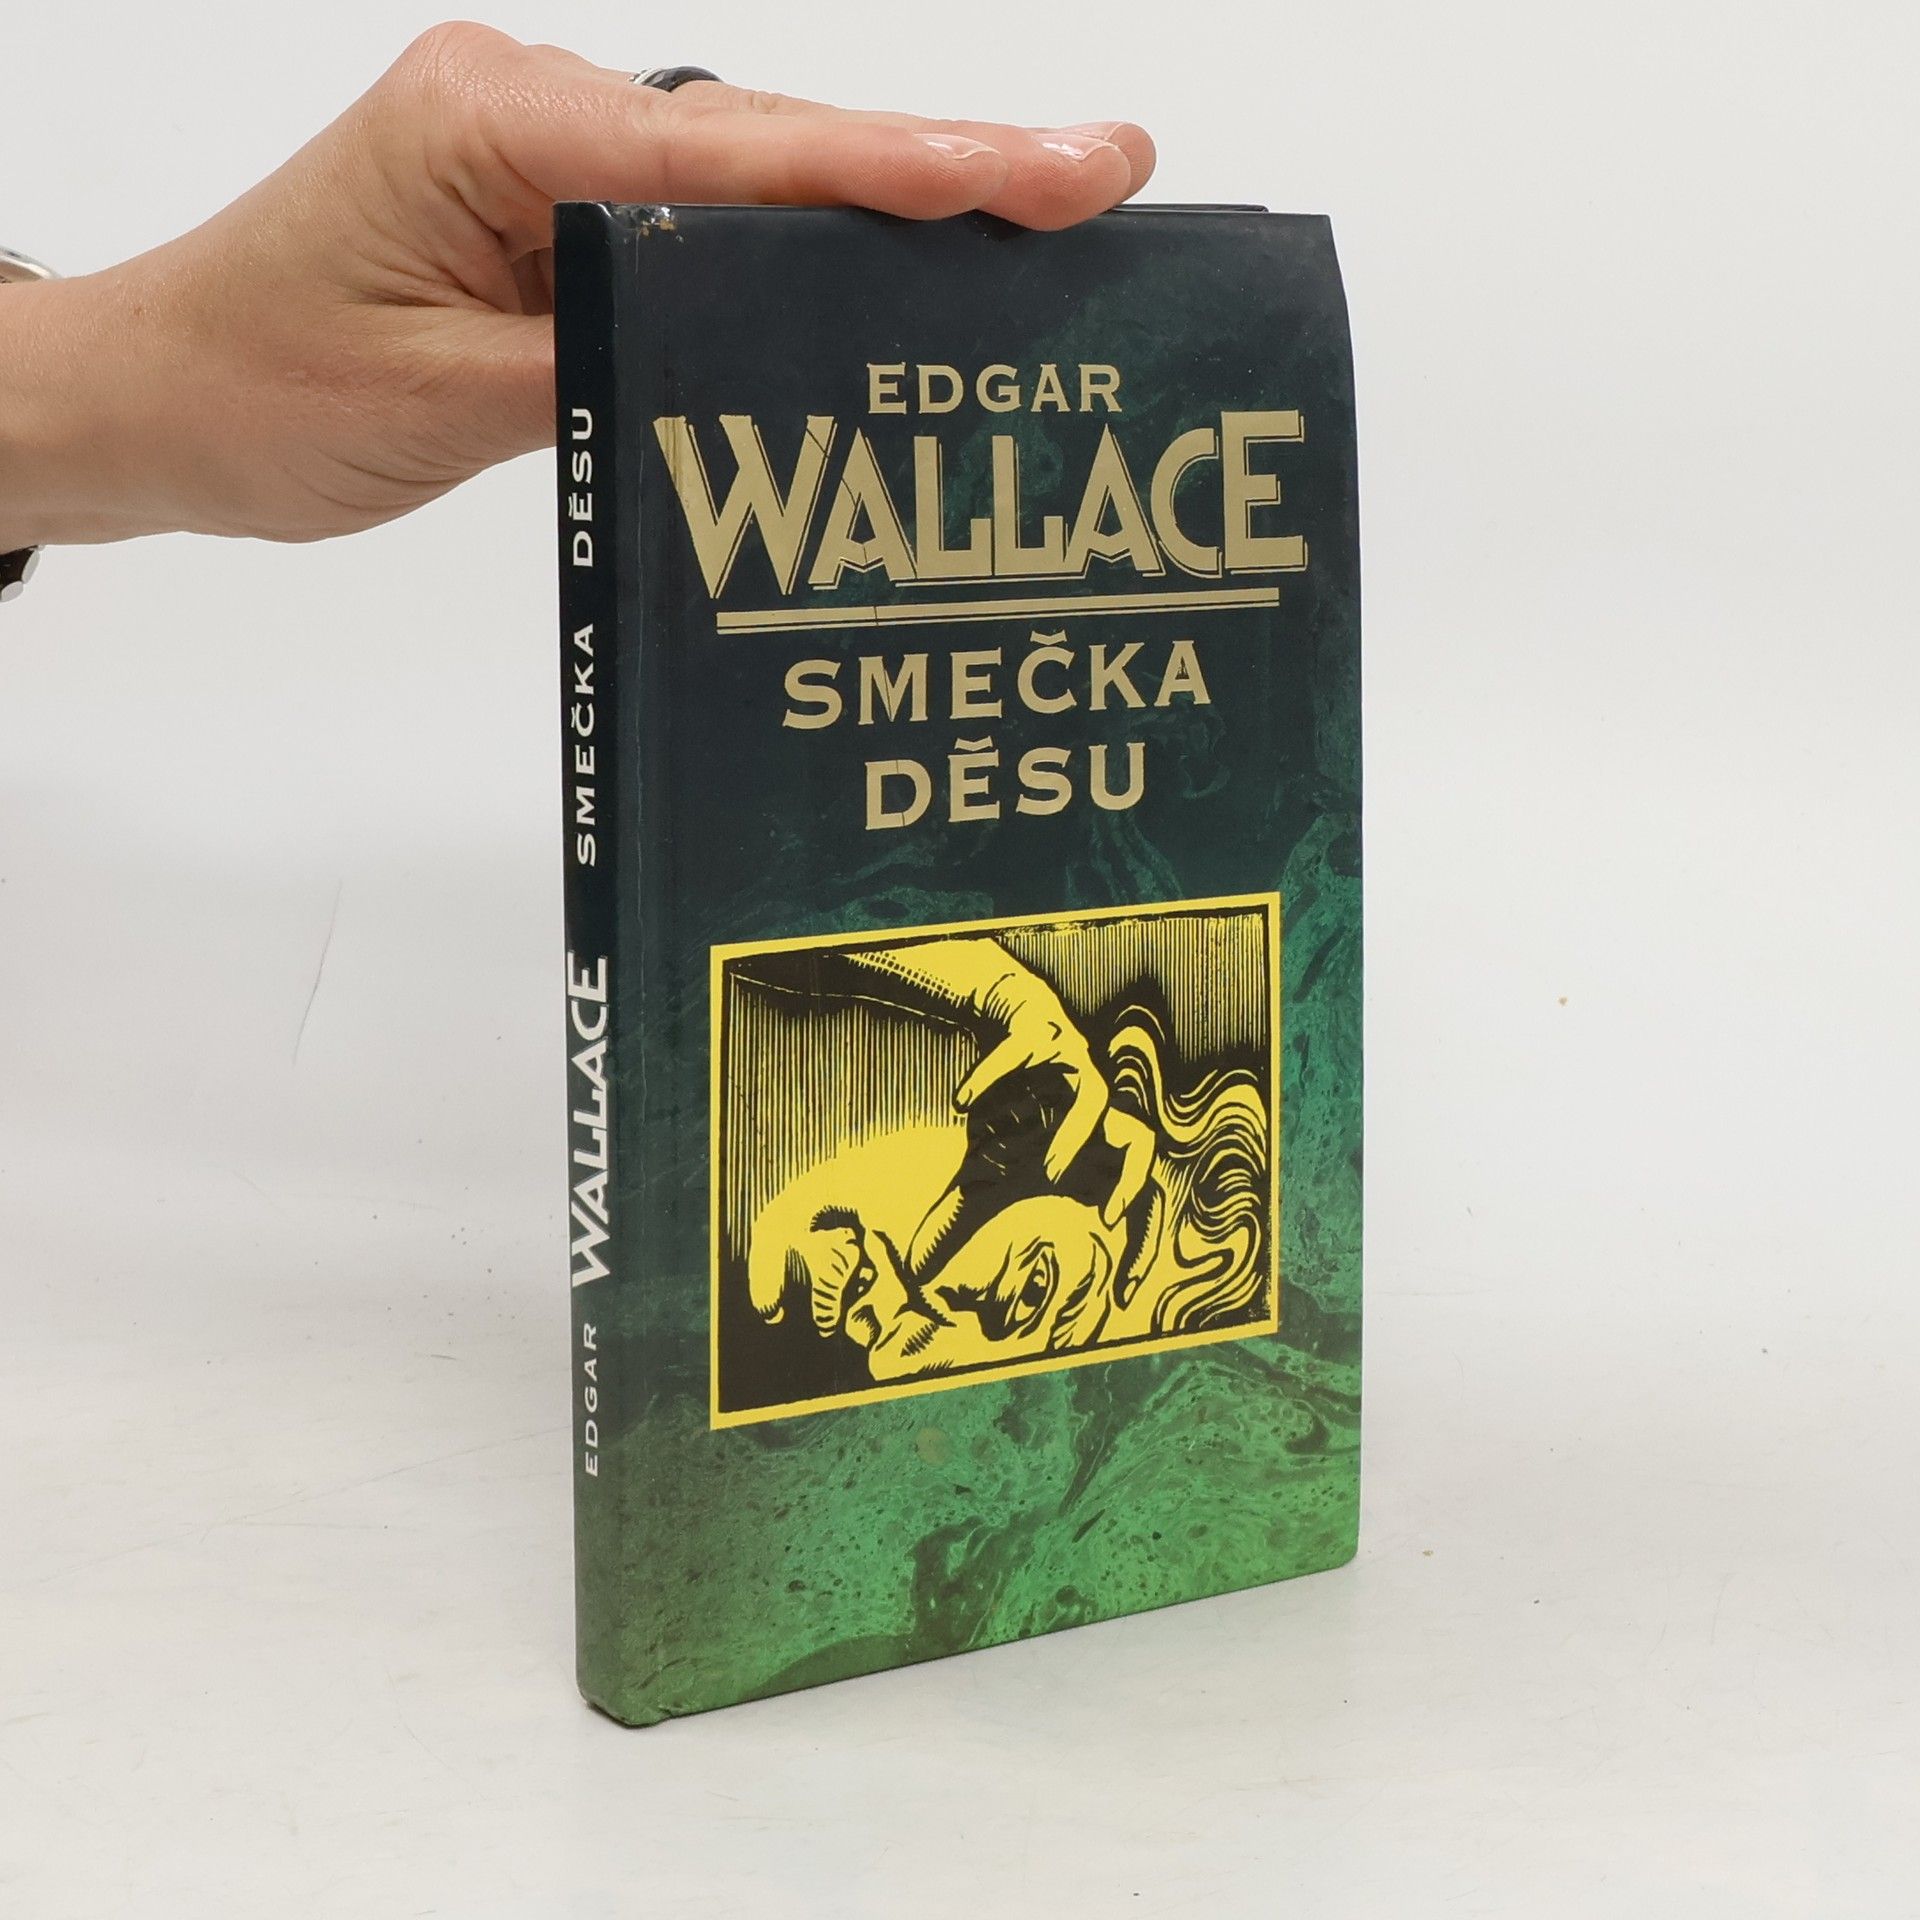 EDGAR
WALLACE
SMEČKA
DĚSU
EDGAR WALLACE SMEČKA DĚSU